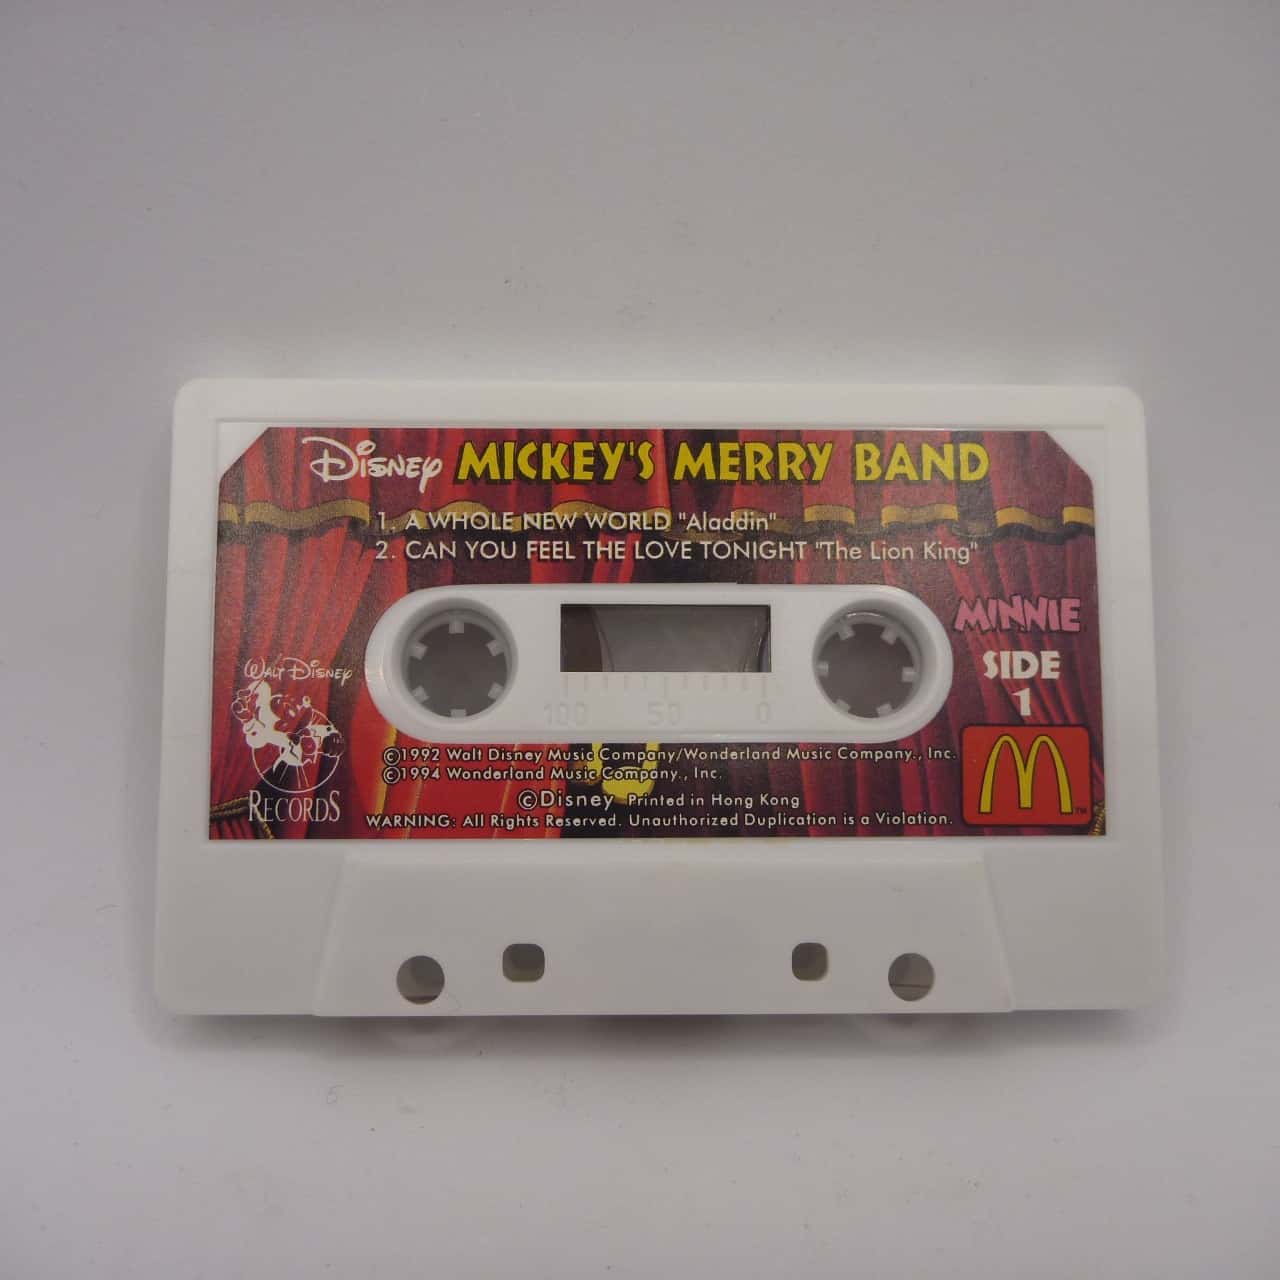 Disney MICKEY'S MERRY BAND
1. A WHOLE NEW WORLD "Aladdin"
2. CAN YOU FEEL THE LOVE TONIGHT "The Lion King"
MINNIE
SIDE
1
WALT DISNEY
RECORDS
100 50 0
©1992 Walt Disney Music Company/Wonderland Music Company., Inc.
©1994 Wonderland Music Company., Inc.
©Disney Printed in Hong Kong
WARNING: All Rights Reserved. Unauthorized Duplication is a Violation.
M™